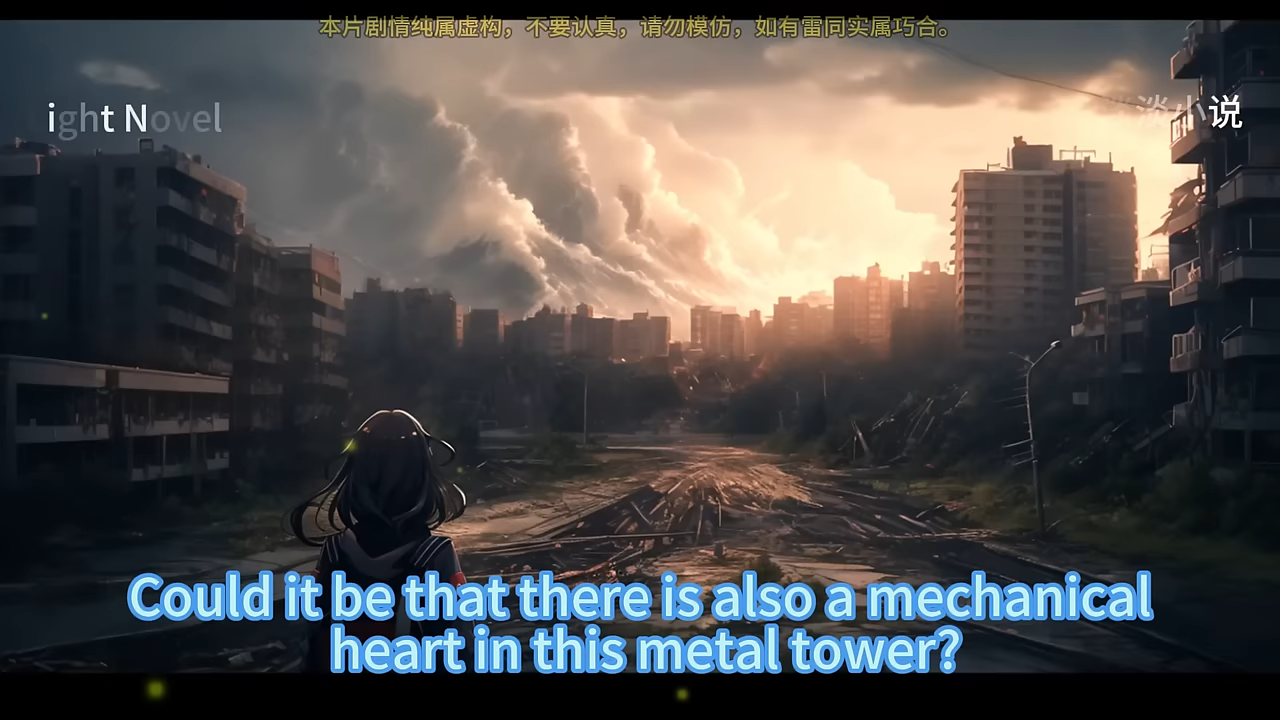 本片剧情纯属虚构，不要认真，请勿模仿，如有雷同实属巧合。
ight Novel
淡小说
Could it be that there is also a mechanical
heart in this metal tower?